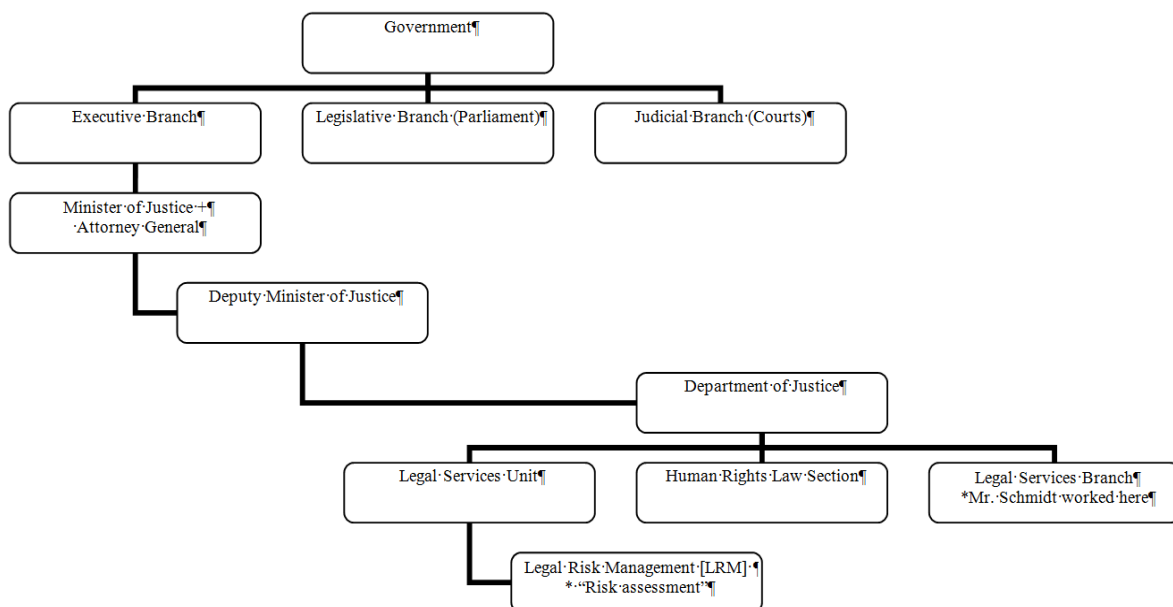 Government¶
Executive·Branch¶
Legislative·Branch·(Parliament)¶
Judicial·Branch·(Courts)¶
Minister·of·Justice·+¶
·Attorney·General¶
Deputy·Minister·of·Justice¶
Department·of·Justice¶
Legal·Services·Unit¶
Human·Rights·Law·Section¶
Legal·Services·Branch¶
*Mr.·Schmidt·worked·here¶
Legal·Risk·Management·[LRM]·¶
*·“Risk·assessment”¶